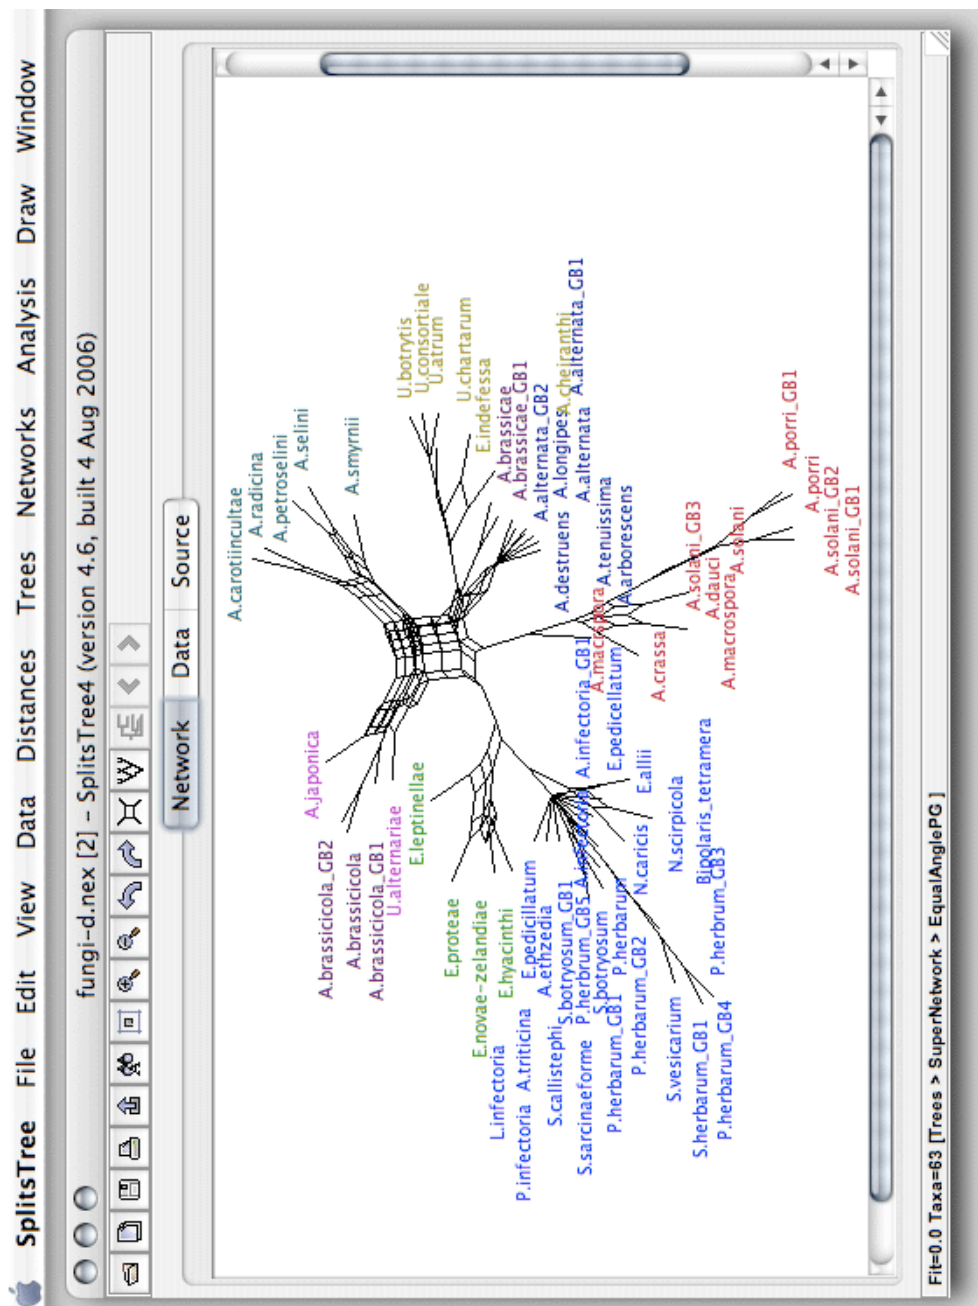 SplitsTree File Edit View Data Distances Trees Networks Analysis Draw Window
fungi-d.nex [2] - SplitsTree4 (version 4.6, built 4 Aug 2006)
Network Data Source
A.carotiincultae
A.radicina
A.petroselini
A.selini
A.smyrnii
A.japonica
A.brassicicola_GB2
A.brassicicola
A.brassicicola_GB1
U.alternariae
U.botrytis
U.consortiale
U.atrum
U.chartarum
E.indefessa
A.brassicae
A.brassicae_GB1
A.alternata_GB2
A.longipes
A.cheiranthi
A.alternata_GB1
A.alternata
A.destruens
A.tenuissima
A.arborescens
E.leptinellae
E.proteae
E.novae-zelandiae
E.hyacinthi
L.infectoria
P.infectoria
A.triticina
E.pedicillatum
A.ethzedia
S.callistephi
S.botryosum_GB1
P.herbrum_GB5
A.infectoria
A.infectoria_GB1
S.sarcinaeforme
S.botryosum
P.herbarum_GB1
P.herbarum
P.herbarum_GB2
E.pedicellatum
E.allii
N.caricis
N.scirpicola
Bipolaris_tetramera
P.herbrum_GB3
S.vesicarium
S.herbarum_GB1
P.herbarum_GB4
A.macrspora
A.crassa
A.solani_GB3
A.dauci
A.macrospora
A.solani
A.porri_GB1
A.porri
A.solani_GB2
A.solani_GB1
Fit=0.0 Taxa=63 [Trees > SuperNetwork > EqualAnglePG ]